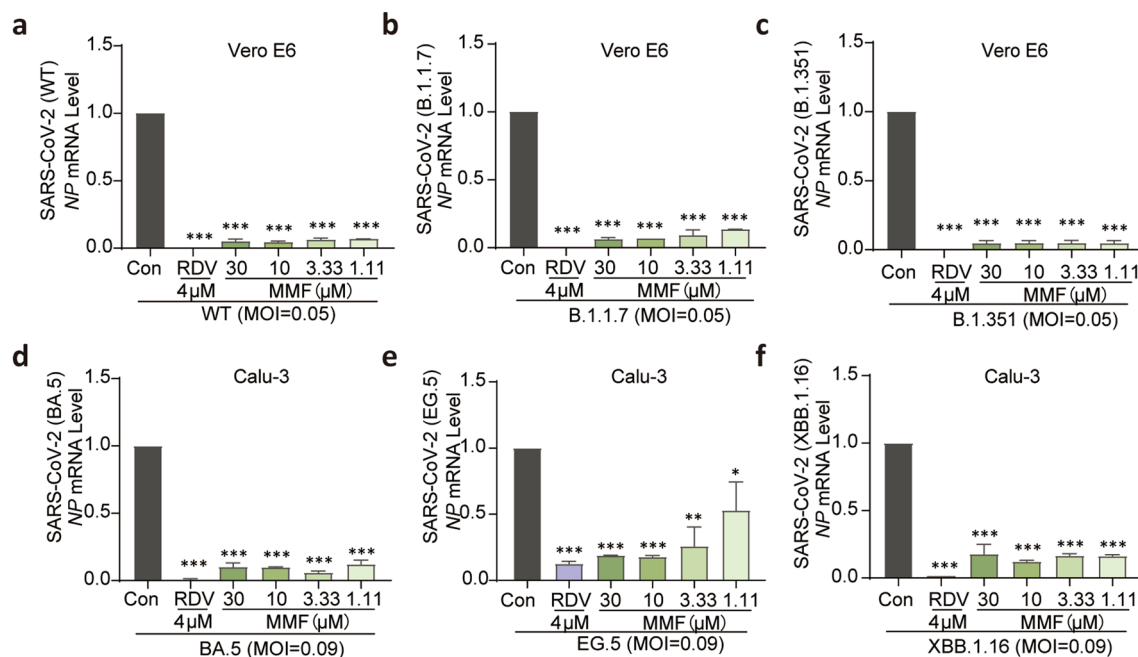 a
SARS-CoV-2 (WT)
NP mRNA Level
Vero E6
1.5
1.0
0.5
0.0
*** *** *** *** ***
Con RDV 30 10 3.33 1.11
4μM MMF (μM)
WT (MOI=0.05)
b
SARS-CoV-2 (B.1.1.7)
NP mRNA Level
Vero E6
1.5
1.0
0.5
0.0
*** *** *** *** ***
Con RDV 30 10 3.33 1.11
4μM MMF (μM)
B.1.1.7 (MOI=0.05)
c
SARS-CoV-2 (B.1.351)
NP mRNA Level
Vero E6
1.5
1.0
0.5
0.0
*** *** *** *** ***
Con RDV 30 10 3.33 1.11
4μM MMF (μM)
B.1.351 (MOI=0.05)
d
SARS-CoV-2 (BA.5)
NP mRNA Level
Calu-3
1.5
1.0
0.5
0.0
*** *** *** *** ***
Con RDV 30 10 3.33 1.11
4μM MMF (μM)
BA.5 (MOI=0.09)
e
SARS-CoV-2 (EG.5)
NP mRNA Level
Calu-3
1.5
1.0
0.5
0.0
*** *** *** ** *
Con RDV 30 10 3.33 1.11
4μM MMF (μM)
EG.5 (MOI=0.09)
f
SARS-CoV-2 (XBB.1.16)
NP mRNA Level
Calu-3
1.5
1.0
0.5
0.0
*** *** *** *** ***
Con RDV 30 10 3.33 1.11
4μM MMF (μM)
XBB.1.16 (MOI=0.09)